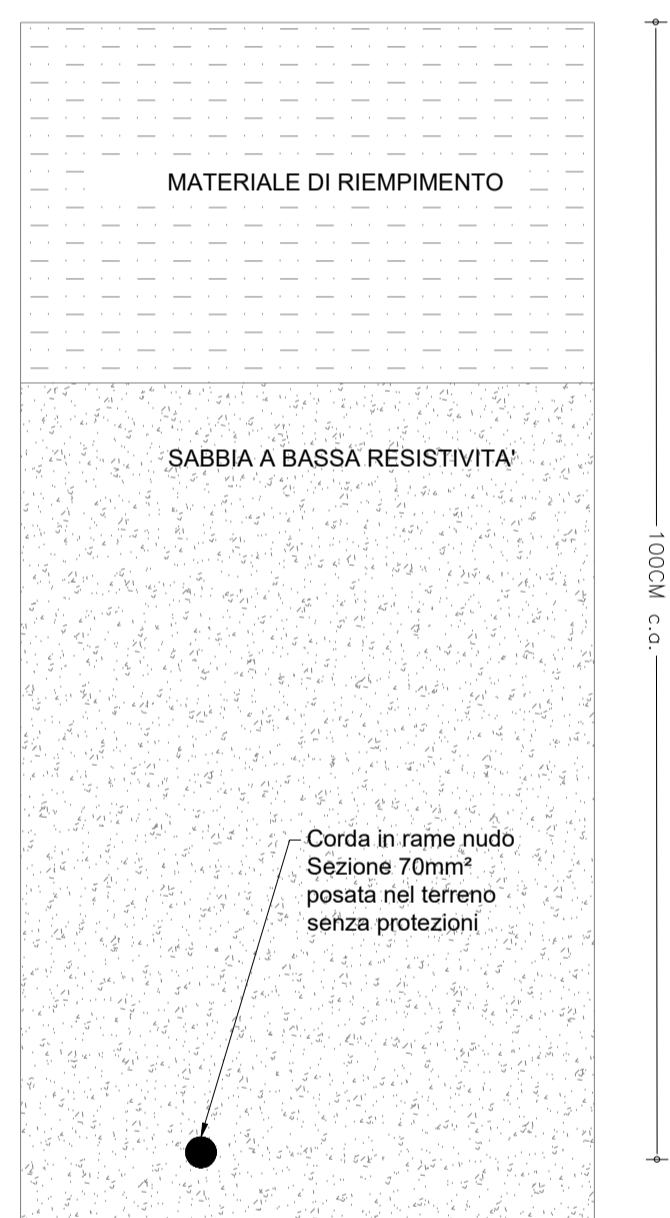 MATERIALE DI RIEMPIMENTO
SABBIA A BASSA RESISTIVITA'
100CM c.a.
Corda in rame nudo
Sezione 70mm²
posata nel terreno
senza protezioni